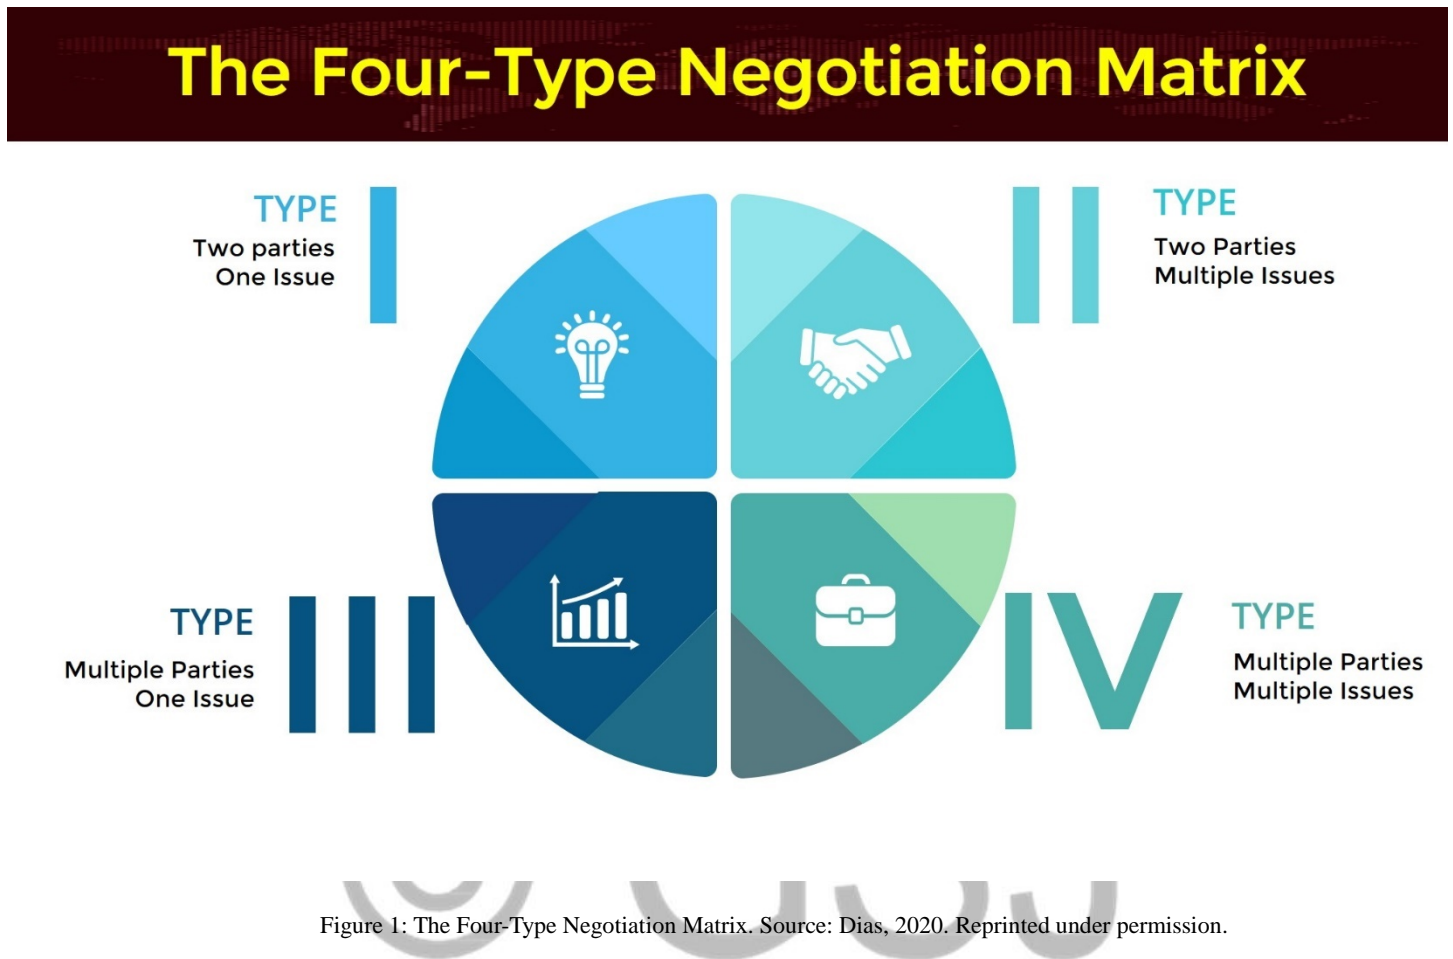 The Four-Type Negotiation Matrix
TYPE I
Two parties
One Issue
TYPE II
Two Parties
Multiple Issues
TYPE III
Multiple Parties
One Issue
TYPE IV
Multiple Parties
Multiple Issues
© GSJ
Figure 1: The Four-Type Negotiation Matrix. Source: Dias, 2020. Reprinted under permission.